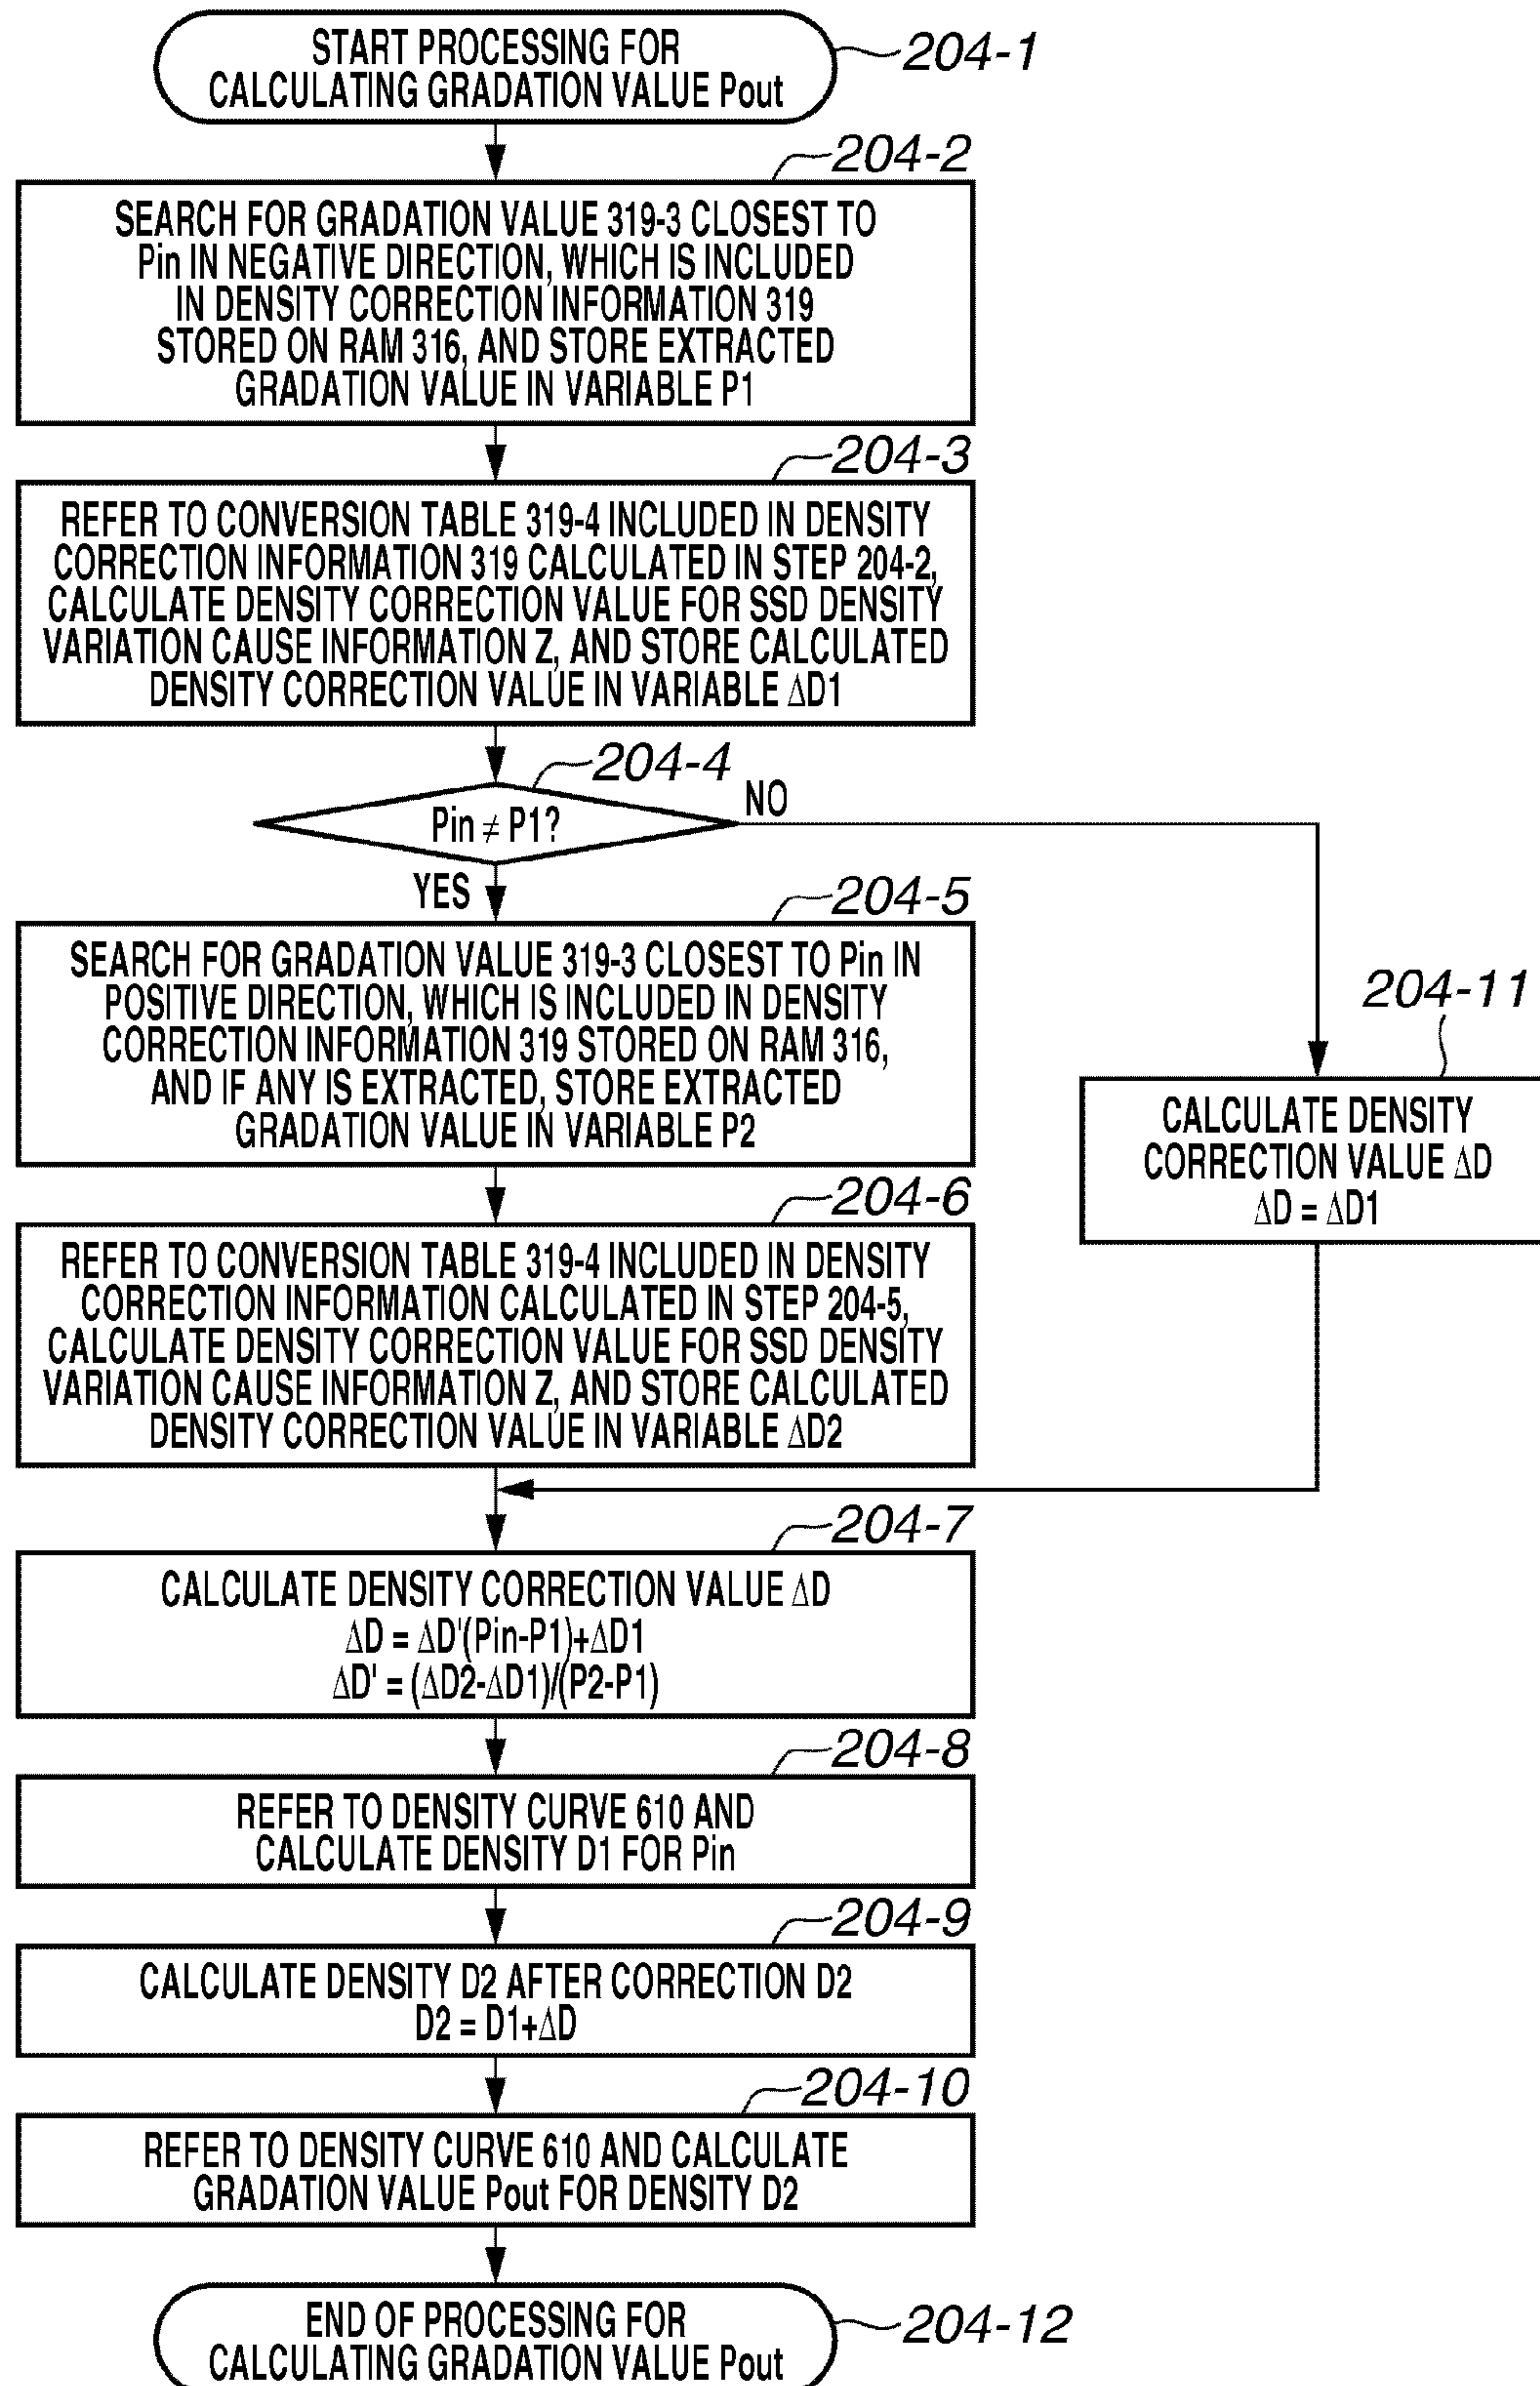 START PROCESSING FOR
CALCULATING GRADATION VALUE Pout
204-1
204-2
SEARCH FOR GRADATION VALUE 319-3 CLOSEST TO
Pin IN NEGATIVE DIRECTION, WHICH IS INCLUDED
IN DENSITY CORRECTION INFORMATION 319
STORED ON RAM 316, AND STORE EXTRACTED
GRADATION VALUE IN VARIABLE P1
204-3
REFER TO CONVERSION TABLE 319-4 INCLUDED IN DENSITY
CORRECTION INFORMATION 319 CALCULATED IN STEP 204-2,
CALCULATE DENSITY CORRECTION VALUE FOR SSD DENSITY
VARIATION CAUSE INFORMATION Z, AND STORE CALCULATED
DENSITY CORRECTION VALUE IN VARIABLE ΔD1
204-4
Pin ≠ P1?
NO
YES
204-5
SEARCH FOR GRADATION VALUE 319-3 CLOSEST TO Pin IN
POSITIVE DIRECTION, WHICH IS INCLUDED IN DENSITY
CORRECTION INFORMATION 319 STORED ON RAM 316,
AND IF ANY IS EXTRACTED, STORE EXTRACTED
GRADATION VALUE IN VARIABLE P2
204-11
CALCULATE DENSITY
CORRECTION VALUE ΔD
ΔD = ΔD1
204-6
REFER TO CONVERSION TABLE 319-4 INCLUDED IN DENSITY
CORRECTION INFORMATION CALCULATED IN STEP 204-5,
CALCULATE DENSITY CORRECTION VALUE FOR SSD DENSITY
VARIATION CAUSE INFORMATION Z, AND STORE CALCULATED
DENSITY CORRECTION VALUE IN VARIABLE ΔD2
204-7
CALCULATE DENSITY CORRECTION VALUE ΔD
ΔD = ΔD'(Pin-P1)+ΔD1
ΔD' = (ΔD2-ΔD1)/(P2-P1)
204-8
REFER TO DENSITY CURVE 610 AND
CALCULATE DENSITY D1 FOR Pin
204-9
CALCULATE DENSITY D2 AFTER CORRECTION D2
D2 = D1+ΔD
204-10
REFER TO DENSITY CURVE 610 AND CALCULATE
GRADATION VALUE Pout FOR DENSITY D2
END OF PROCESSING FOR
CALCULATING GRADATION VALUE Pout
204-12